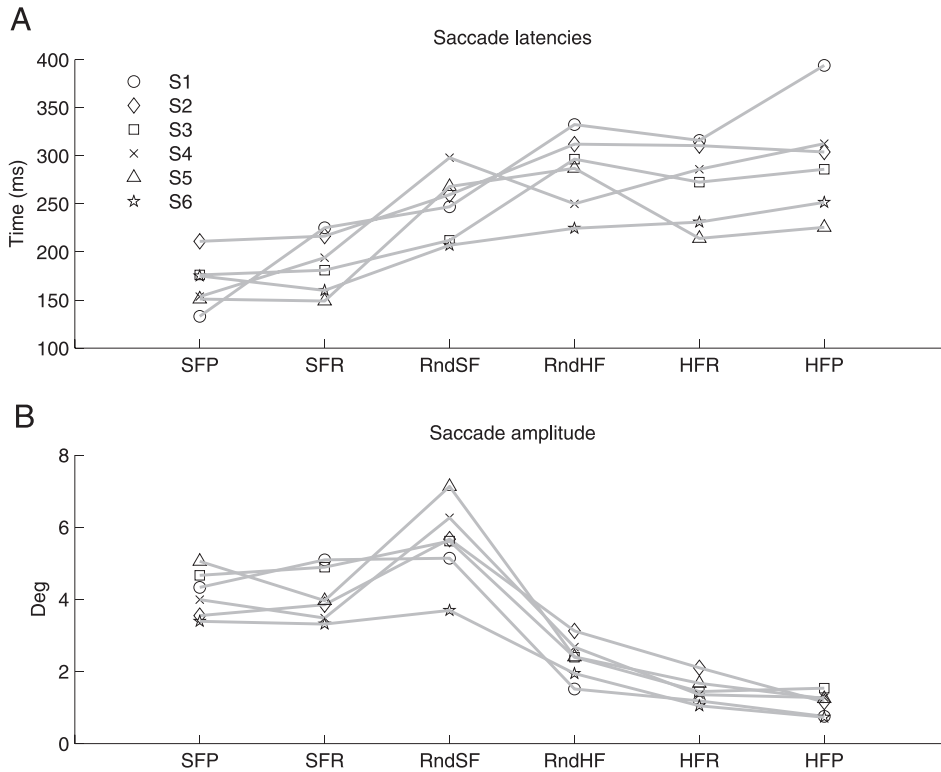 A
Saccade latencies
400
350
300
250
200
150
100
Time (ms)
S1
S2
S3
S4
S5
S6
SFP SFR RndSF RndHF HFR HFP
B
Saccade amplitude
8
6
4
2
0
Deg
SFP SFR RndSF RndHF HFR HFP